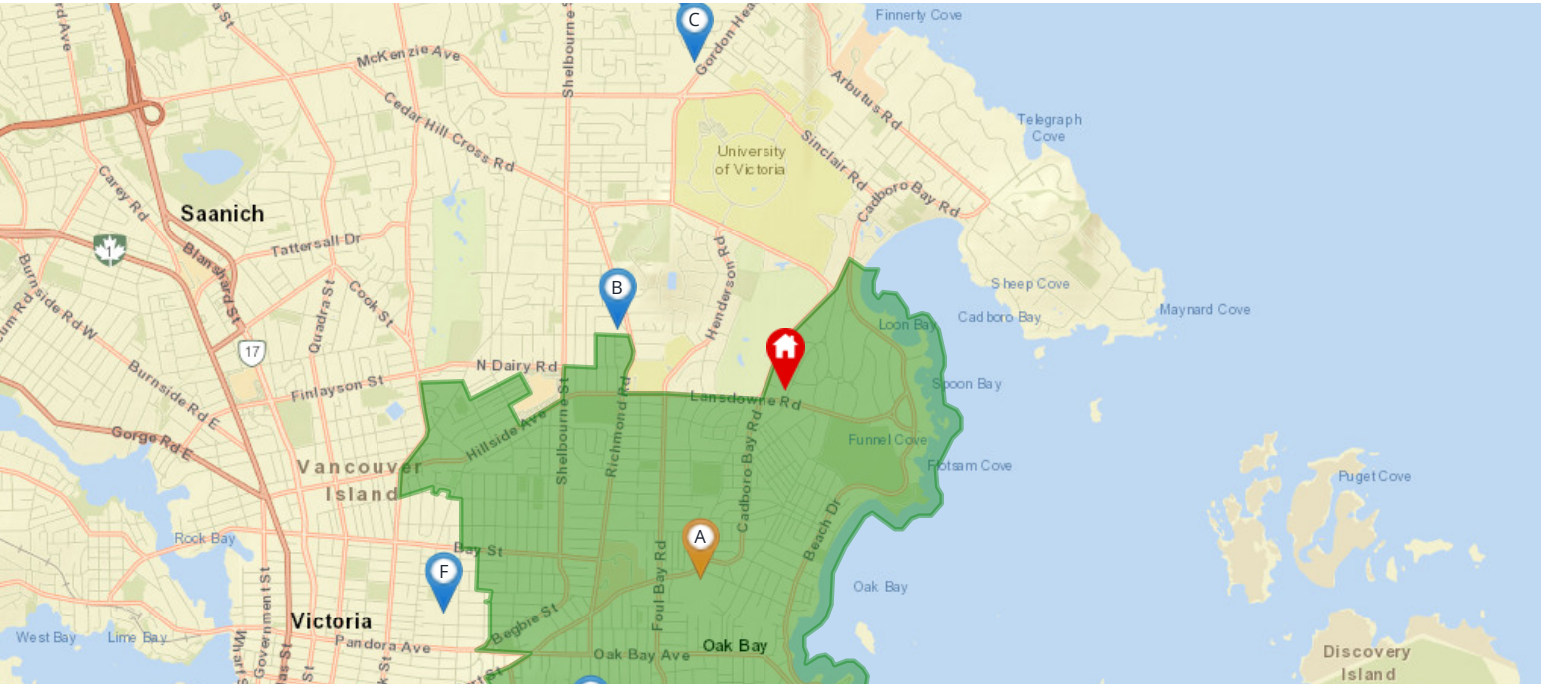 Finnerty Cove
C
Gordon Hea
Shelbourne
McKenzie Ave
Arbutus Rd
Cedar Hill Cross Rd
Telegraph
Cove
Sinclair Rd
University
of Victoria
Carey Rd
Cadboro Bay Rd
Saanich
Tattersall Dr
1
Blanshard St
Henderson Rd
Burnside Rd W
Quadra St
Cook St
B
Sheep Cove
Maynard Cove
Cadboro Bay
Loon Bay
17
N Dairy Rd
Finlayson St
Burnside Rd E
Spoon Bay
Lansdowne Rd
Shelbourne St
Richmond Rd
Hillside Ave
Gorge Rd E
Cadboro Bay Rd
Funnel Cove
Vancouver
Island
Flotsam Cove
Puget Cove
Beach Dr
Rock Bay
A
Bay St
Foul Bay Rd
F
Oak Bay
Government St
Victoria
Begbie St
West Bay
Lime Bay
Pandora Ave
Oak Bay
Oak Bay Ave
Discovery
Island